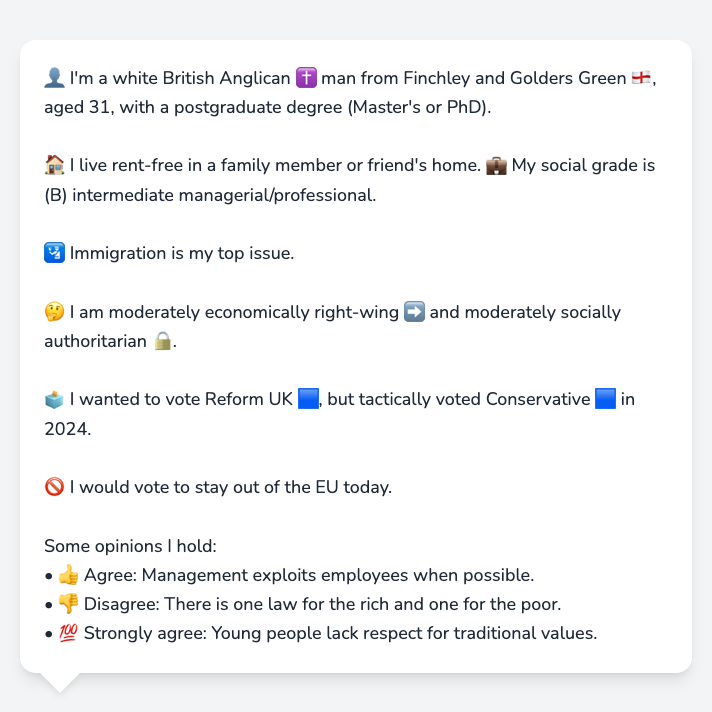 👤 I'm a white British Anglican ✝️ man from Finchley and Golders Green 🏴󠁧󠁢󠁥󠁮󠁧󠁿,
aged 31, with a postgraduate degree (Master's or PhD).
🏠 I live rent-free in a family member or friend's home. 💼 My social grade is
(B) intermediate managerial/professional.
🛂 Immigration is my top issue.
🤔 I am moderately economically right-wing ➡️ and moderately socially
authoritarian 🔒.
🗳️ I wanted to vote Reform UK 🟦, but tactically voted Conservative 🟦 in
2024.
🚫 I would vote to stay out of the EU today.
Some opinions I hold:
• 👍 Agree: Management exploits employees when possible.
• 👎 Disagree: There is one law for the rich and one for the poor.
• 💯 Strongly agree: Young people lack respect for traditional values.